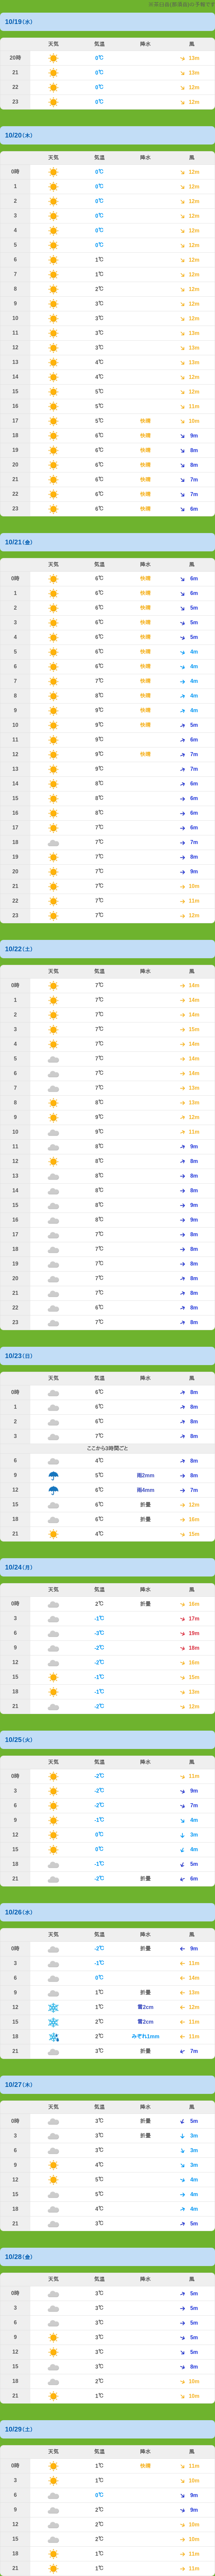 10/19(水)
天気 気温 降水 風
20時 0℃ 13m
21 0℃ 13m
22 0℃ 12m
23 0℃ 12m
10/20(木)
天気 気温 降水 風
0時 0℃ 12m
1 0℃ 12m
2 0℃ 12m
3 0℃ 12m
4 0℃ 12m
5 0℃ 12m
6 1℃ 12m
7 1℃ 12m
8 2℃ 12m
9 3℃ 12m
10 3℃ 12m
11 3℃ 13m
12 3℃ 13m
13 4℃ 13m
14 4℃ 12m
15 5℃ 12m
16 5℃ 11m
17 5℃ 快晴 10m
18 6℃ 快晴 9m
19 6℃ 快晴 8m
20 6℃ 快晴 8m
21 6℃ 快晴 7m
22 6℃ 快晴 7m
23 6℃ 快晴 6m
10/21(金)
天気 気温 降水 風
0時 6℃ 快晴 6m
1 6℃ 快晴 6m
2 6℃ 快晴 5m
3 6℃ 快晴 5m
4 6℃ 快晴 5m
5 6℃ 快晴 4m
6 6℃ 快晴 4m
7 7℃ 快晴 4m
8 8℃ 快晴 4m
9 9℃ 快晴 4m
10 9℃ 快晴 5m
11 9℃ 6m
12 9℃ 快晴 7m
13 9℃ 7m
14 8℃ 6m
15 8℃ 6m
16 8℃ 6m
17 7℃ 6m
18 7℃ 7m
19 7℃ 8m
20 7℃ 9m
21 7℃ 10m
22 7℃ 11m
23 7℃ 12m
10/22(土)
天気 気温 降水 風
0時 7℃ 14m
1 7℃ 14m
2 7℃ 14m
3 7℃ 15m
4 7℃ 14m
5 7℃ 14m
6 7℃ 14m
7 7℃ 13m
8 8℃ 13m
9 9℃ 12m
10 9℃ 11m
11 8℃ 9m
12 8℃ 8m
13 8℃ 8m
14 8℃ 8m
15 8℃ 9m
16 8℃ 9m
17 7℃ 8m
18 7℃ 8m
19 7℃ 8m
20 7℃ 8m
21 7℃ 8m
22 6℃ 8m
23 7℃ 8m
10/23(日)
天気 気温 降水 風
0時 6℃ 8m
1 6℃ 8m
2 6℃ 8m
3 7℃ 8m
ここから3時間ごと
6 4℃ 8m
9 5℃ 雨2mm 8m
12 6℃ 雨4mm 7m
15 6℃ 折曇 12m
18 6℃ 折曇 16m
21 4℃ 15m
10/24(月)
天気 気温 降水 風
0時 2℃ 折曇 16m
3 -1℃ 17m
6 -3℃ 19m
9 -2℃ 18m
12 -2℃ 16m
15 -1℃ 15m
18 -1℃ 13m
21 -2℃ 12m
10/25(火)
天気 気温 降水 風
0時 -2℃ 11m
3 -2℃ 9m
6 -2℃ 7m
9 -1℃ 4m
12 0℃ 3m
15 0℃ 4m
18 -1℃ 5m
21 -2℃ 折曇 6m
10/26(水)
天気 気温 降水 風
0時 -2℃ 折曇 9m
3 -1℃ 11m
6 0℃ 14m
9 1℃ 折曇 13m
12 1℃ 雪2cm 12m
15 2℃ 雪2cm 11m
18 2℃ みぞれ1mm 11m
21 3℃ 折曇 7m
10/27(木)
天気 気温 降水 風
0時 3℃ 折曇 5m
3 3℃ 折曇 3m
6 3℃ 3m
9 4℃ 3m
12 5℃ 4m
15 5℃ 4m
18 4℃ 4m
21 3℃ 5m
10/28(金)
天気 気温 降水 風
0時 3℃ 5m
3 3℃ 5m
6 3℃ 5m
9 3℃ 5m
12 3℃ 5m
15 3℃ 8m
18 2℃ 10m
21 1℃ 10m
10/29(土)
天気 気温 降水 風
0時 1℃ 快晴 11m
3 1℃ 10m
6 0℃ 9m
9 2℃ 9m
12 2℃ 10m
15 2℃ 10m
18 1℃ 11m
21 1℃ 11m